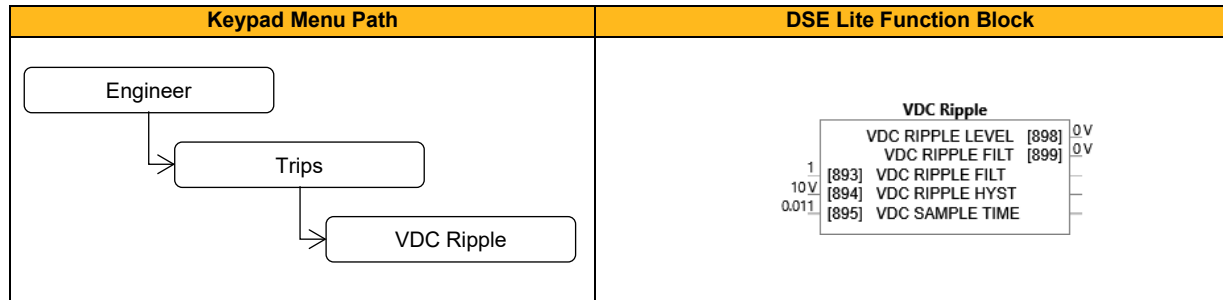 Keypad Menu Path
DSE Lite Function Block
Engineer
Trips
VDC Ripple
VDC Ripple
VDC RIPPLE LEVEL [898] 0 V
VDC RIPPLE FILT [899] 0 V
1 [893] VDC RIPPLE FILT
10 V [894] VDC RIPPLE HYST
0.011 [895] VDC SAMPLE TIME